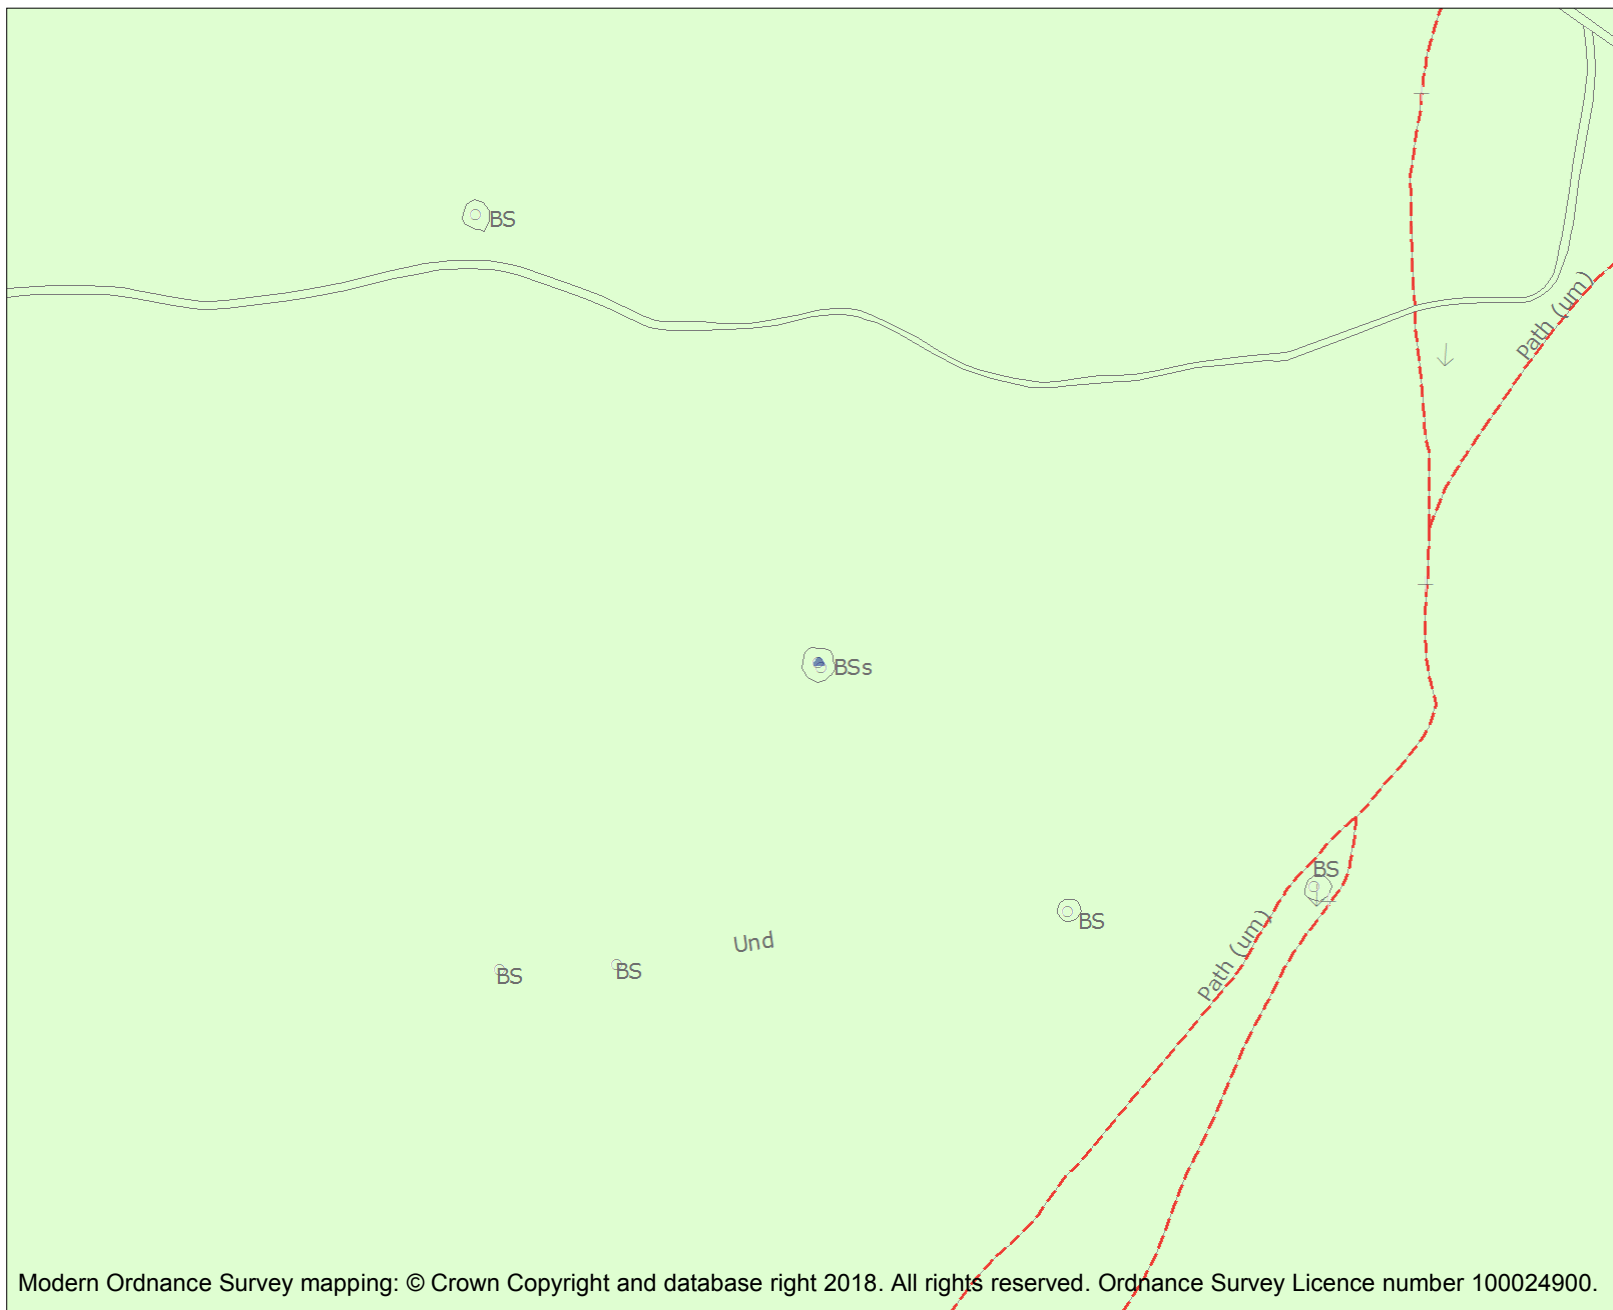 BS
Path (um)
BSs
BS
BS
Path (um)
Und
BS
BS
Modern Ordnance Survey mapping: © Crown Copyright and database right 2018. All rights reserved. Ordnance Survey Licence number 100024900.